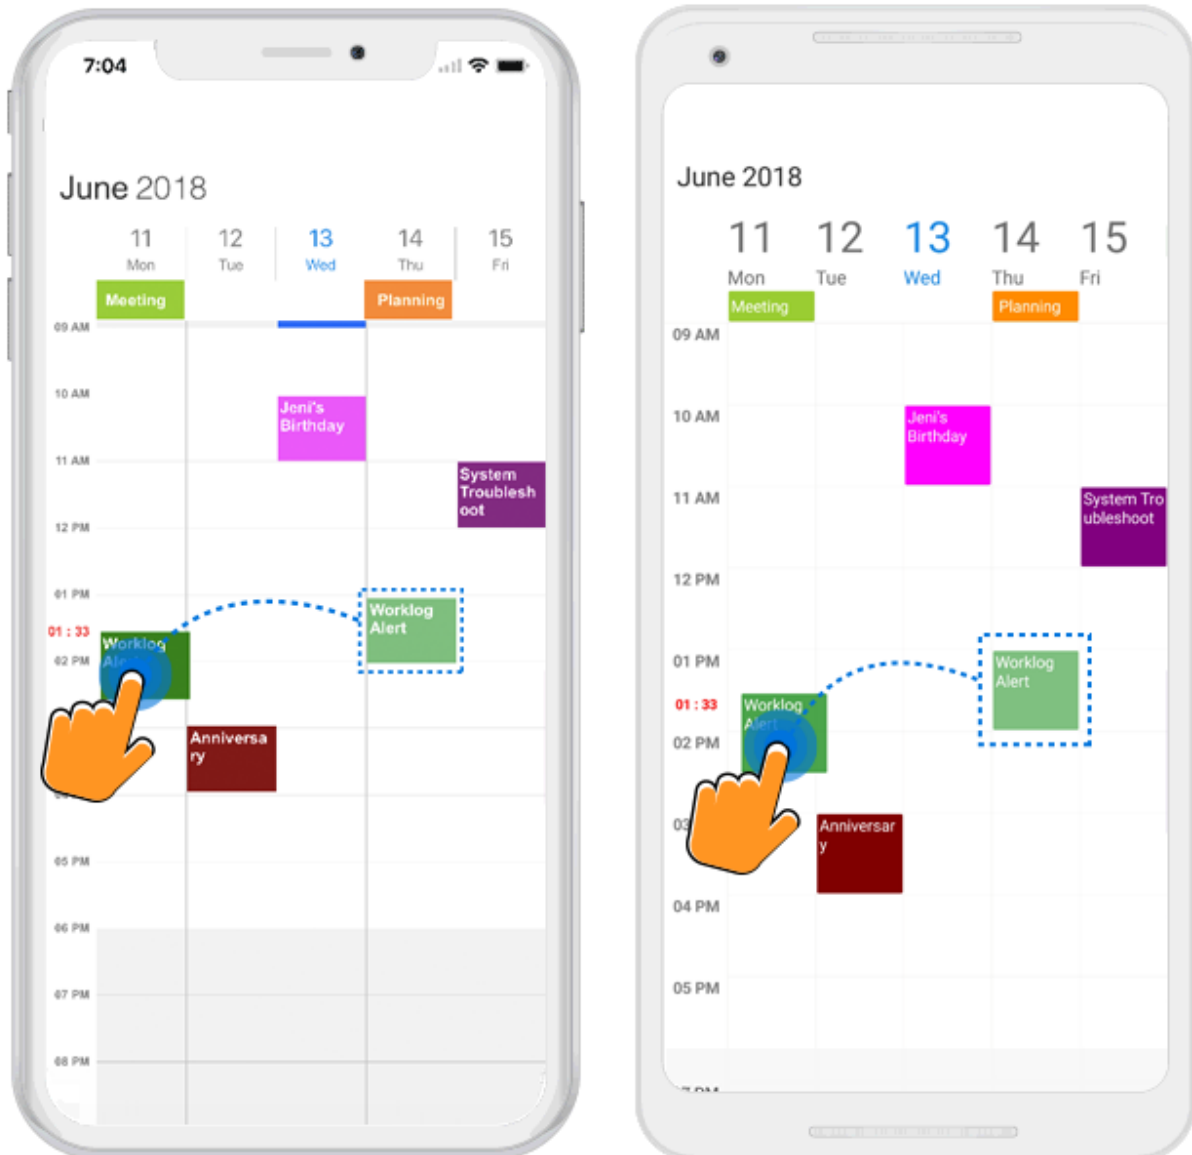 7:04
June 2018
11 12 13 14 15
Mon Tue Wed Thu Fri
Meeting Planning
09 AM
10 AM
Jeni's
Birthday
11 AM
System
Troublesh
oot
12 PM
01 PM
Worklog
Alert
01 : 33
Worklog
02 PM
Anniversa
ry
05 PM
06 PM
07 PM
08 PM
June 2018
11 12 13 14 15
Mon Tue Wed Thu Fri
Meeting Planning
09 AM
10 AM
Jeni's
Birthday
11 AM
System Tro
ubleshoot
12 PM
01 PM
Worklog
Alert
01 : 33
Worklog
Alert
02 PM
03
Anniversar
y
04 PM
05 PM